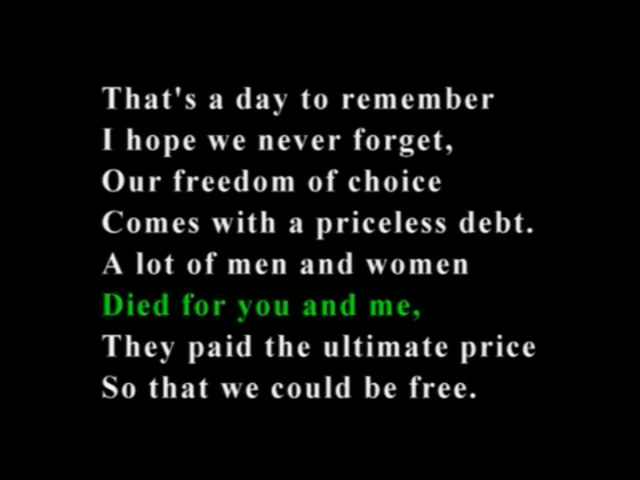 That's a day to remember
I hope we never forget,
Our freedom of choice
Comes with a priceless debt.
A lot of men and women
Died for you and me,
They paid the ultimate price
So that we could be free.